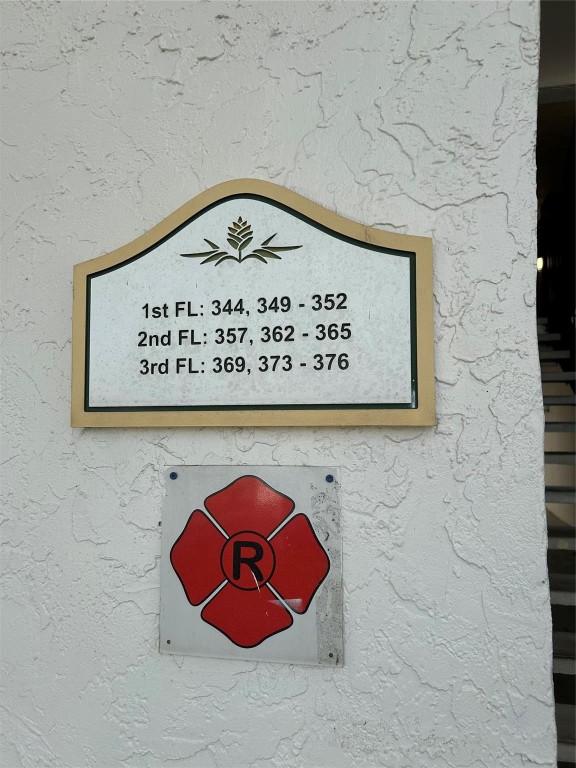 1st FL: 344, 349 - 352
2nd FL: 357, 362 - 365
3rd FL: 369, 373 - 376
R